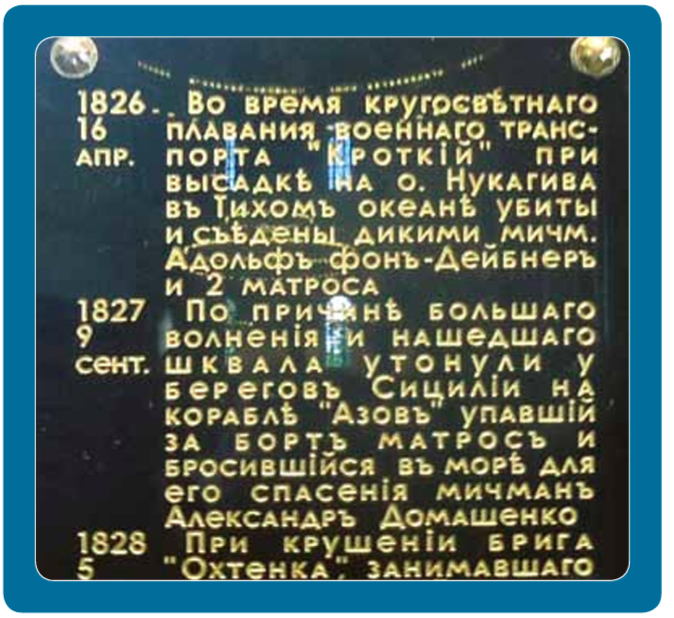 1826. Во время кругосвѣтнаго
16 плавания военнаго транс-
апр. порта "Кроткій" при
высадкѣ на о. Нукагива
въ Тихомъ океанѣ убиты
и съѣдены дикими мичм.
Адольфъ фонъ-Дейбнеръ
и 2 матроса
1827 По причинѣ большаго
9 волненія и нашедшаго
сент. шквала утонули у
береговъ Сициліи на
кораблѣ "Азовъ" упавшій
за бортъ матросъ и
бросившійся въ морѣ для
его спасенія мичманъ
Александръ Домашенко
1828 При крушеніи брига
5 "Охтенка", занимавшаго